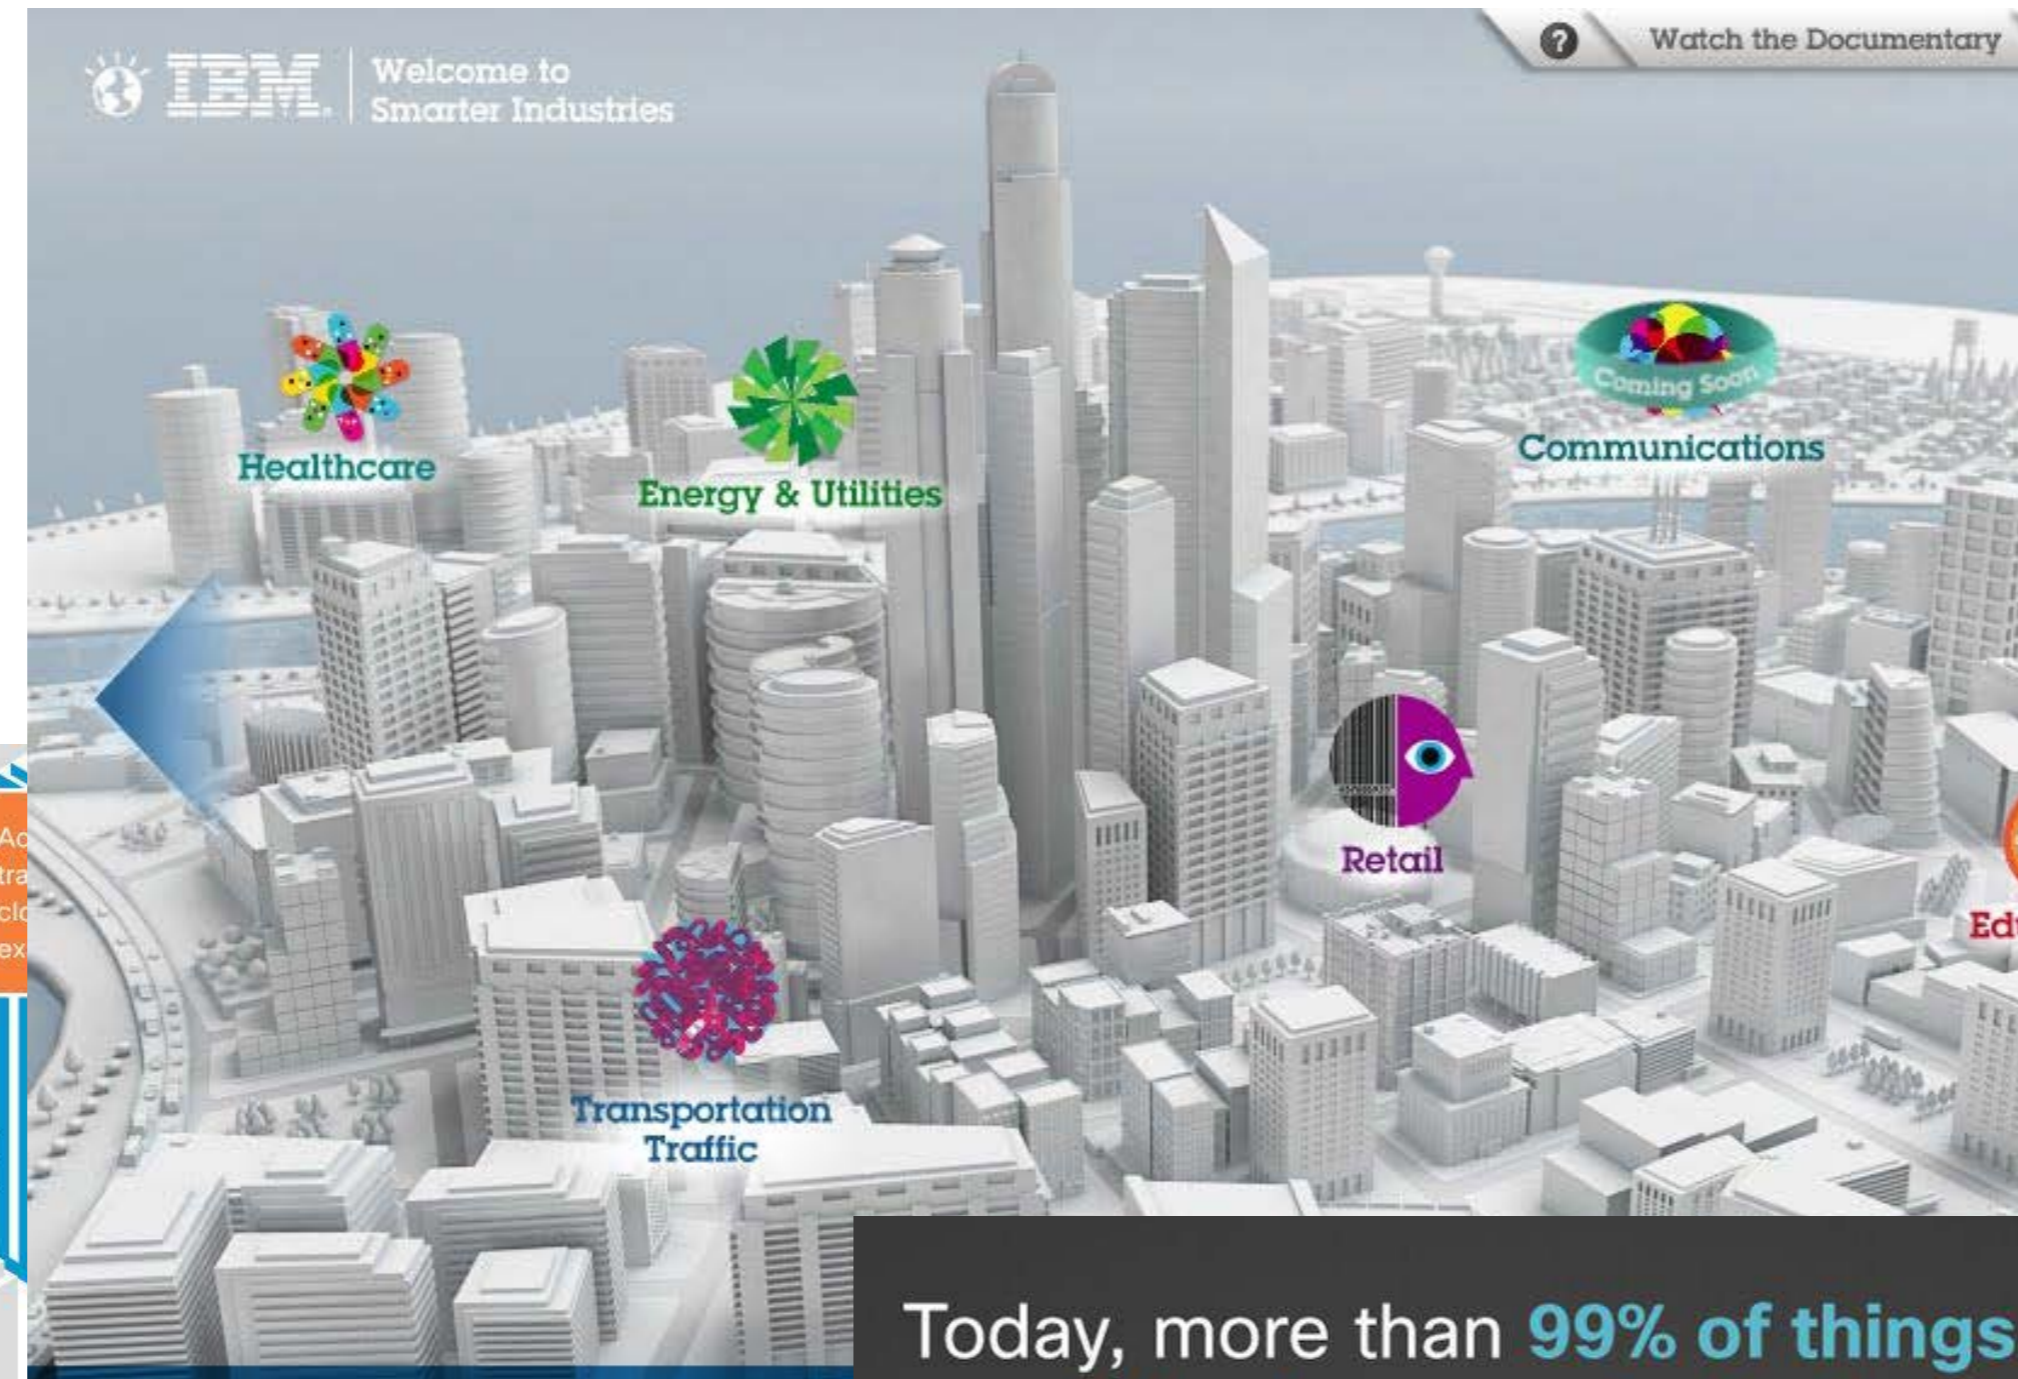 IBM
Welcome to
Smarter Industries
?
Watch the Documentary
Coming Soon
Healthcare
Energy & Utilities
Communications
Retail
Transportation
Traffic
Today, more than 99% of things